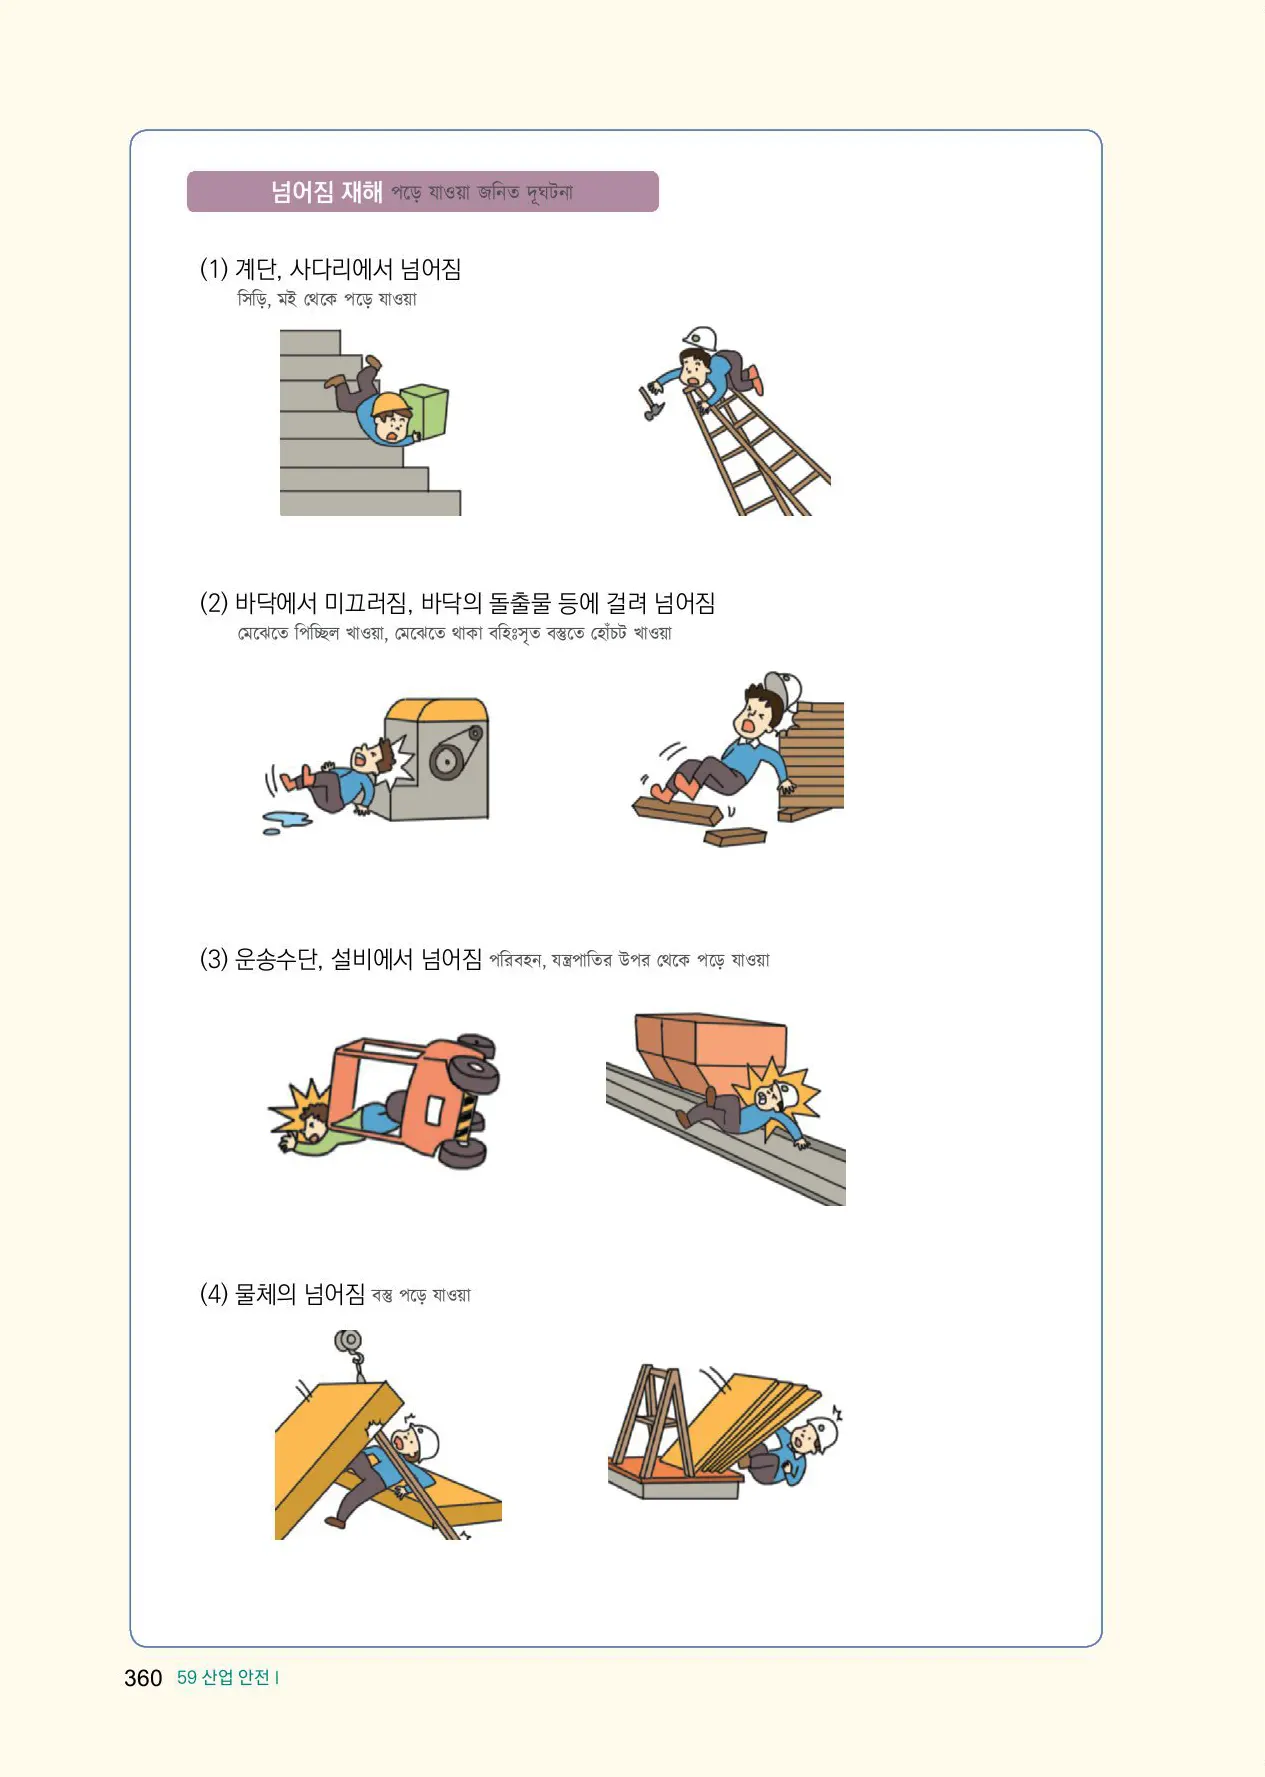 넘어짐 재해 পড়ে যাওয়া জনিত দূঘটনা
(1) 계단, 사다리에서 넘어짐
সিড়ি, মই থেকে পড়ে যাওয়া
(2) 바닥에서 미끄러짐, 바닥의 돌출물 등에 걸려 넘어짐
মেঝেতে পিচ্ছিল খাওয়া, মেঝেতে থাকা বহিঃসৃত বস্তুতে হোঁচট খাওয়া
(3) 운송수단, 설비에서 넘어짐 পরিবহন, যন্ত্রপাতির উপর থেকে পড়ে যাওয়া
(4) 물체의 넘어짐 বস্তু পড়ে যাওয়া
360 59 산업 안전 I